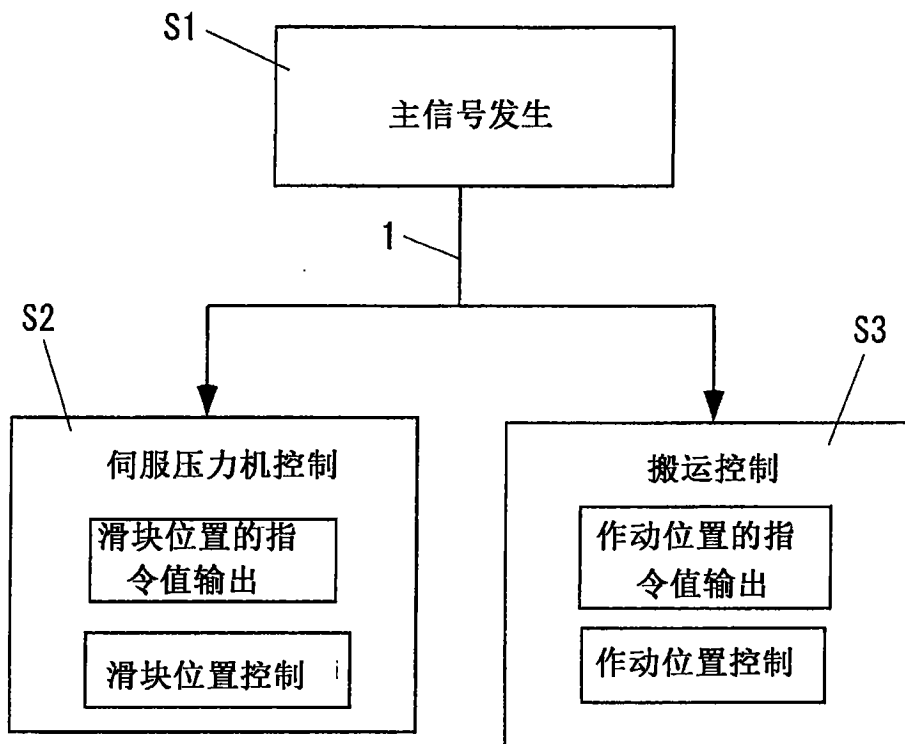 S1
主信号发生
1
S2
伺服压力机控制
滑块位置的指
令值输出
滑块位置控制
S3
搬运控制
作动位置的指
令值输出
作动位置控制